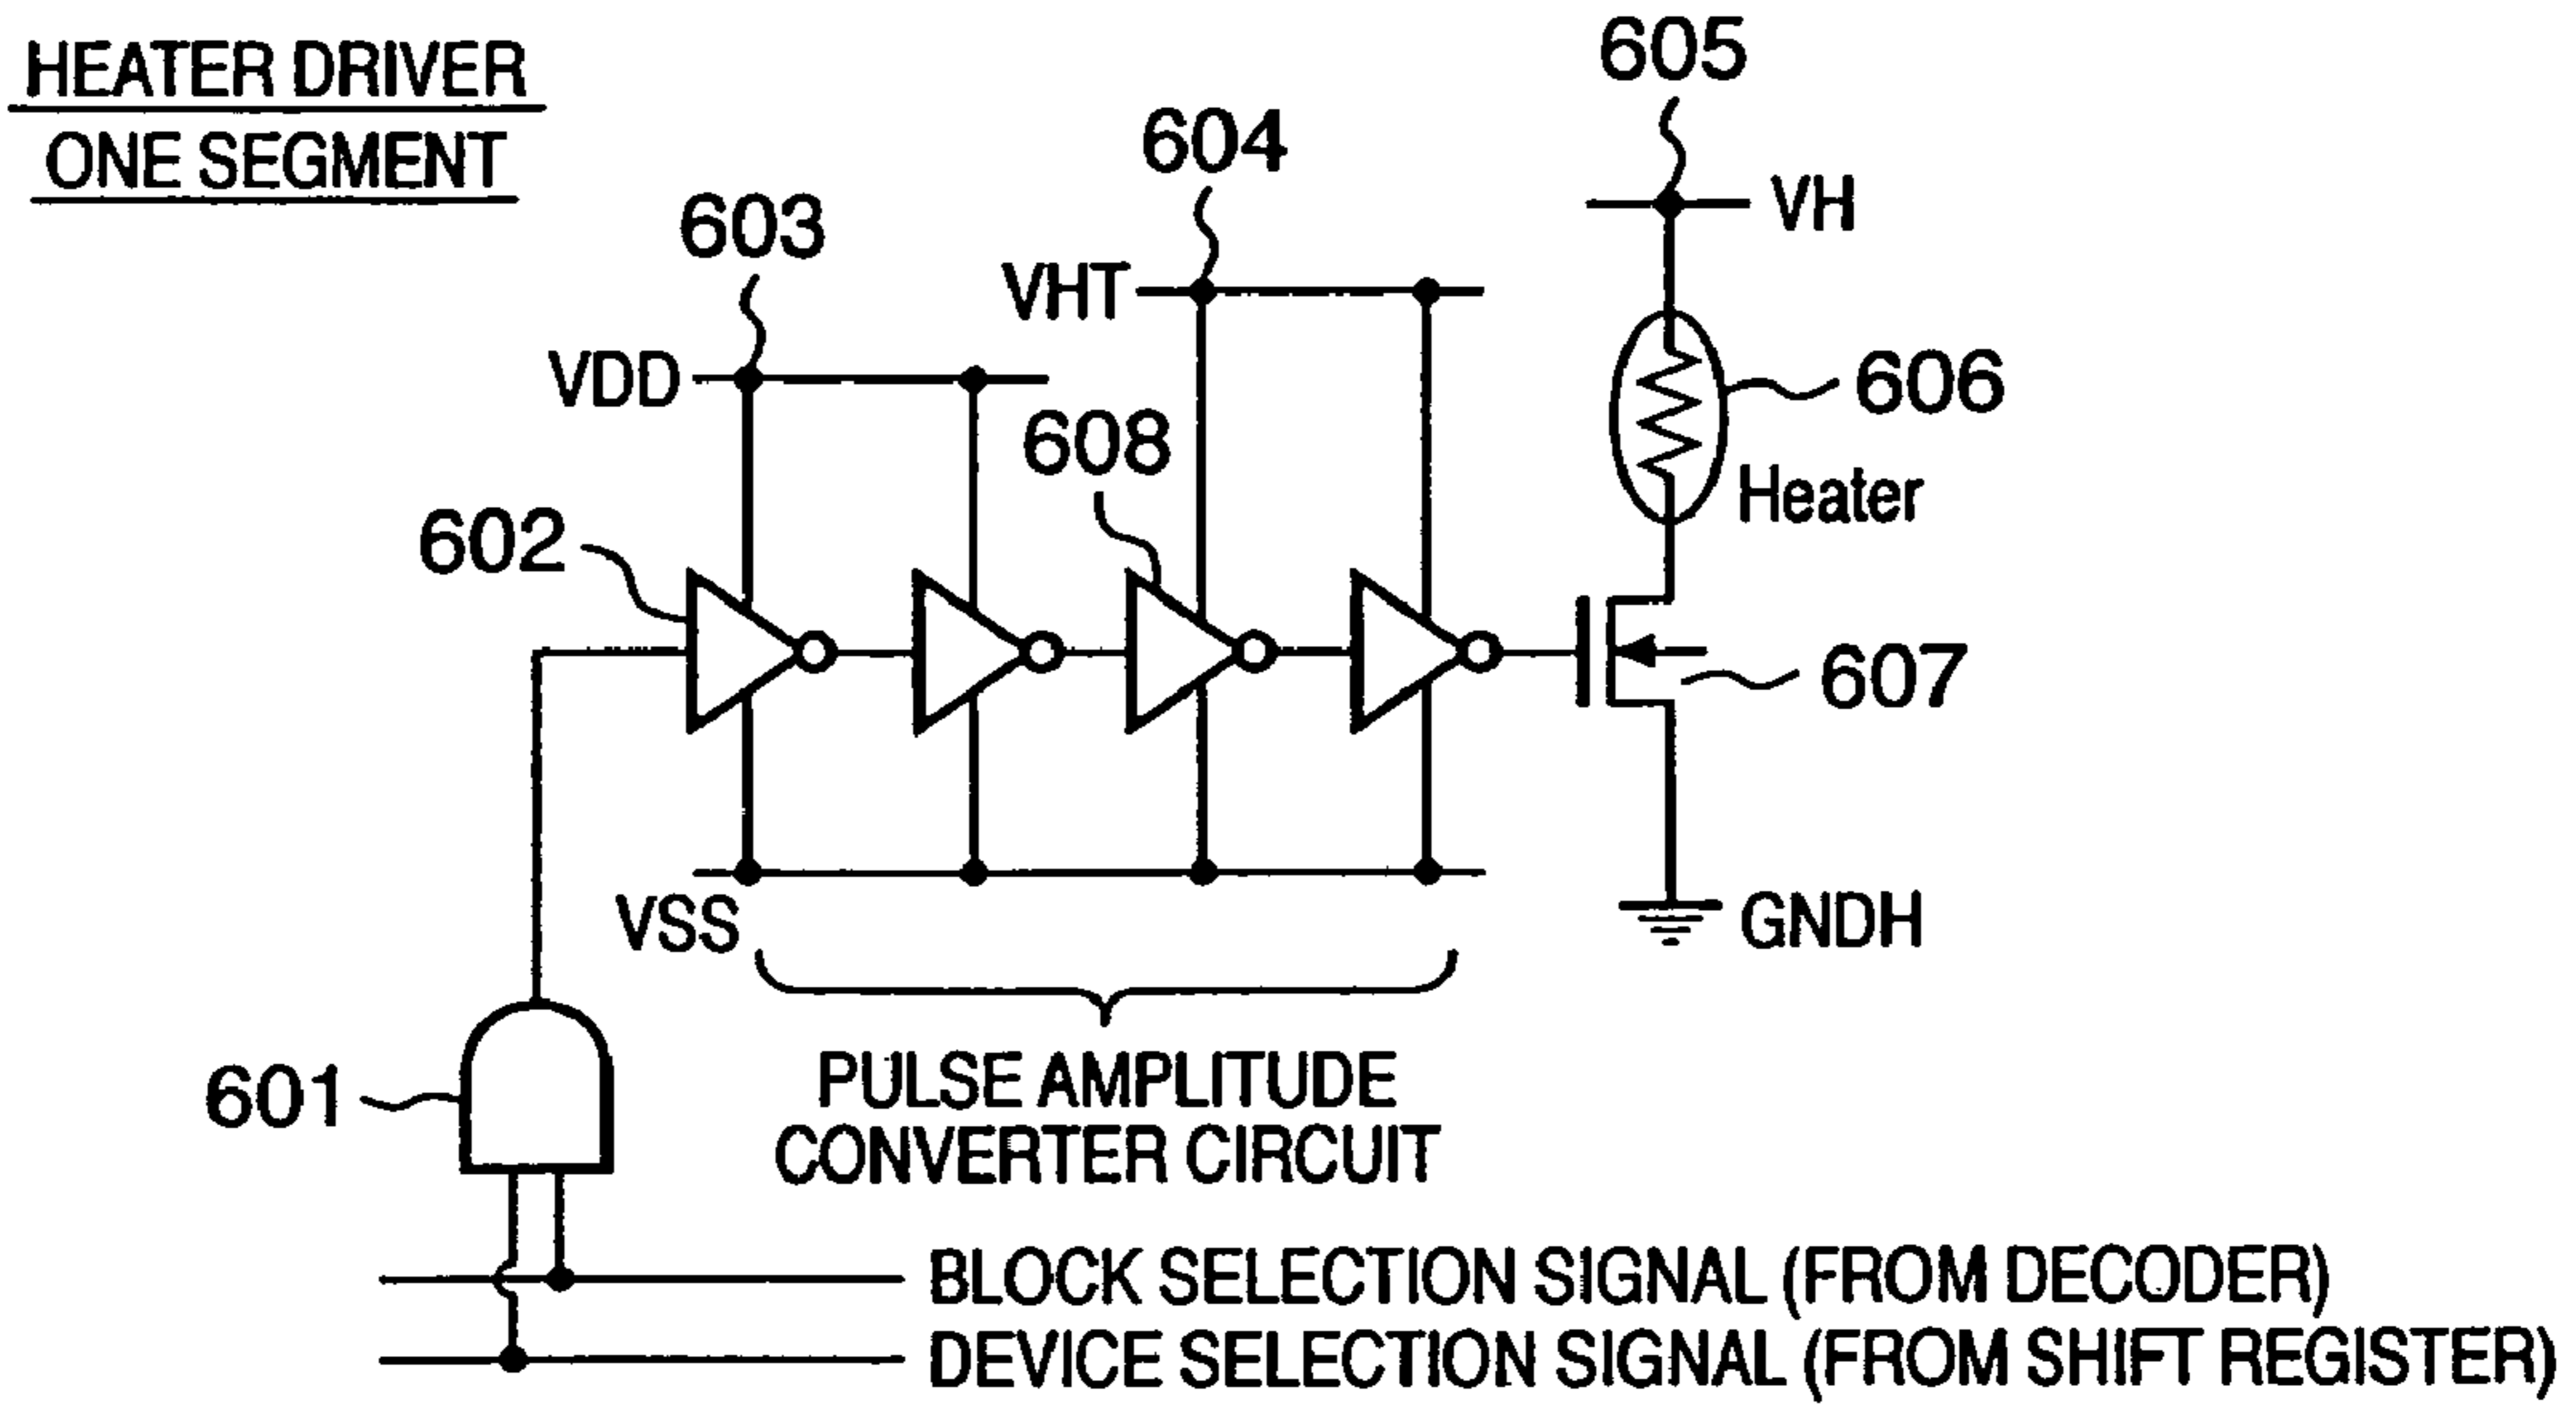 HEATER DRIVER
ONE SEGMENT
605
604
603
VH
VHT
VDD
608
606
Heater
602
607
VSS
GNDH
PULSE AMPLITUDE
CONVERTER CIRCUIT
601
BLOCK SELECTION SIGNAL (FROM DECODER)
DEVICE SELECTION SIGNAL (FROM SHIFT REGISTER)